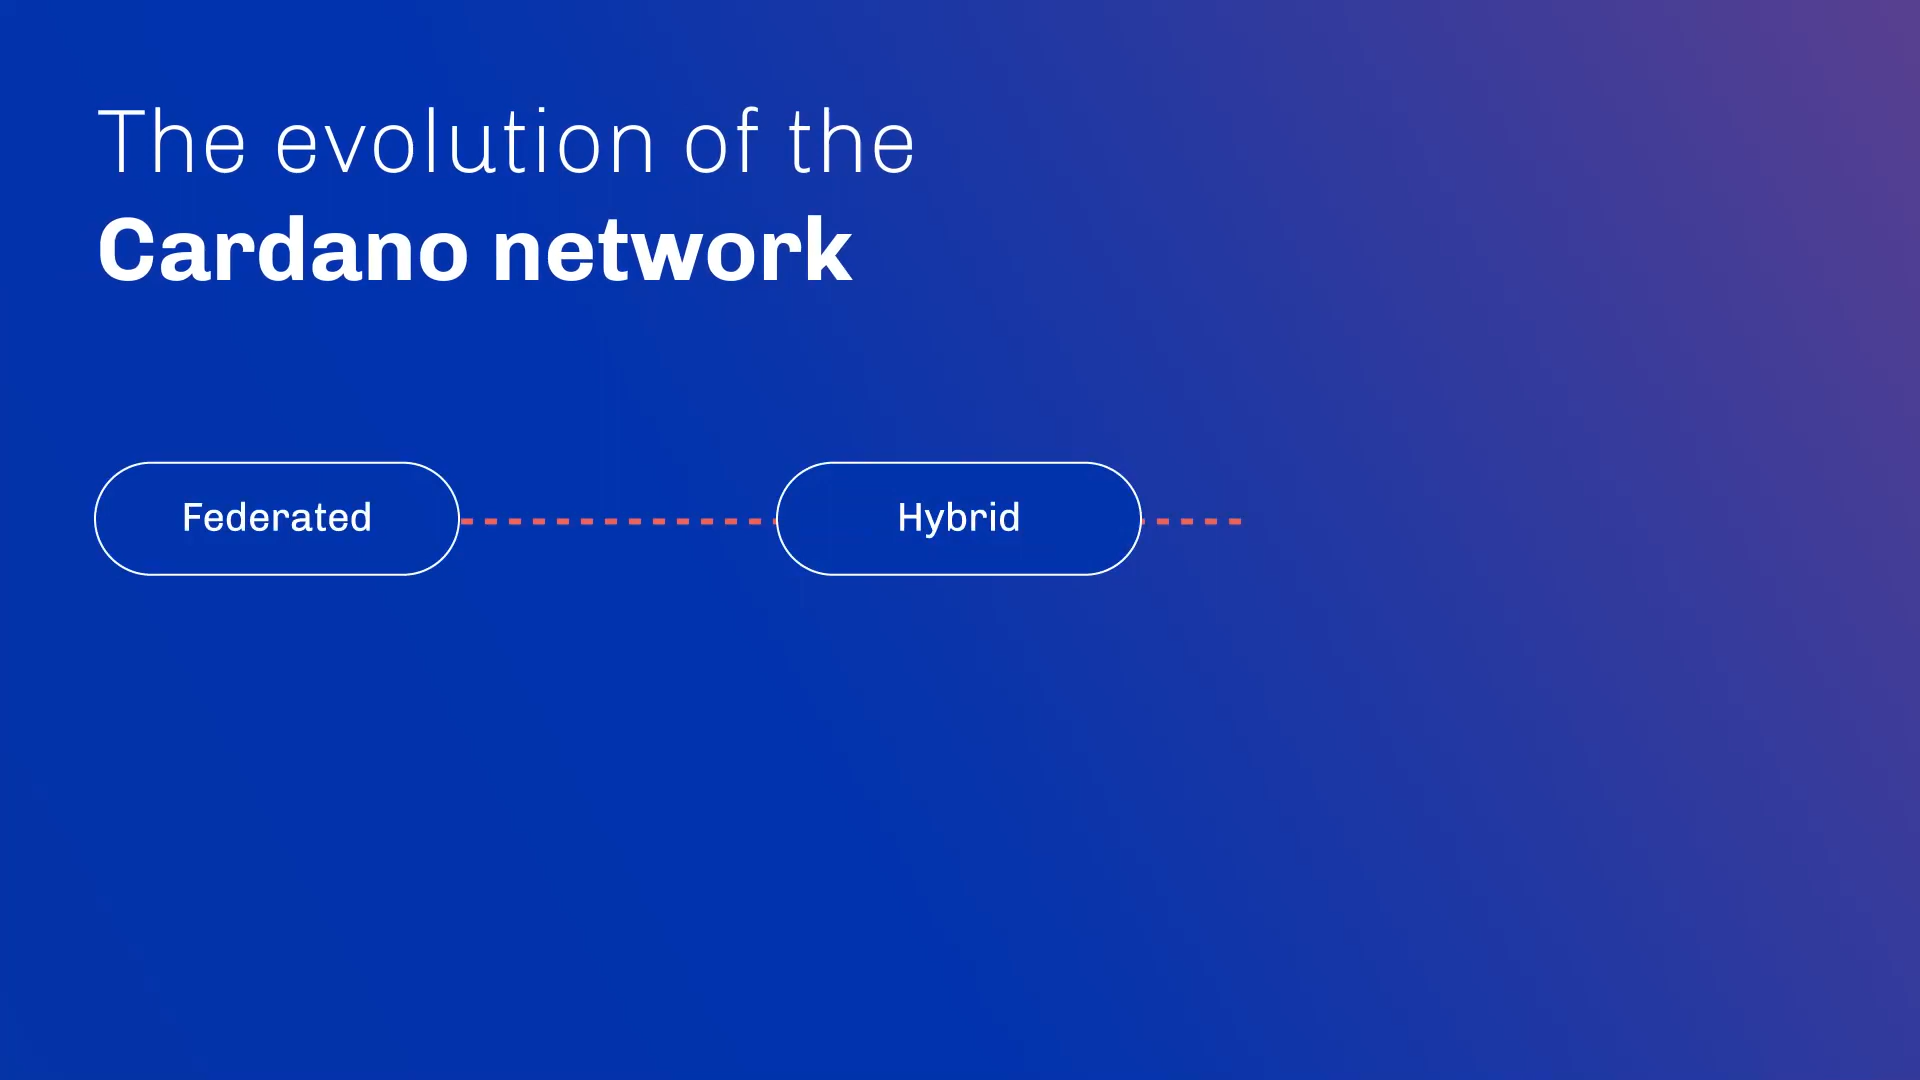 The evolution of the
Cardano network
Federated
Hybrid